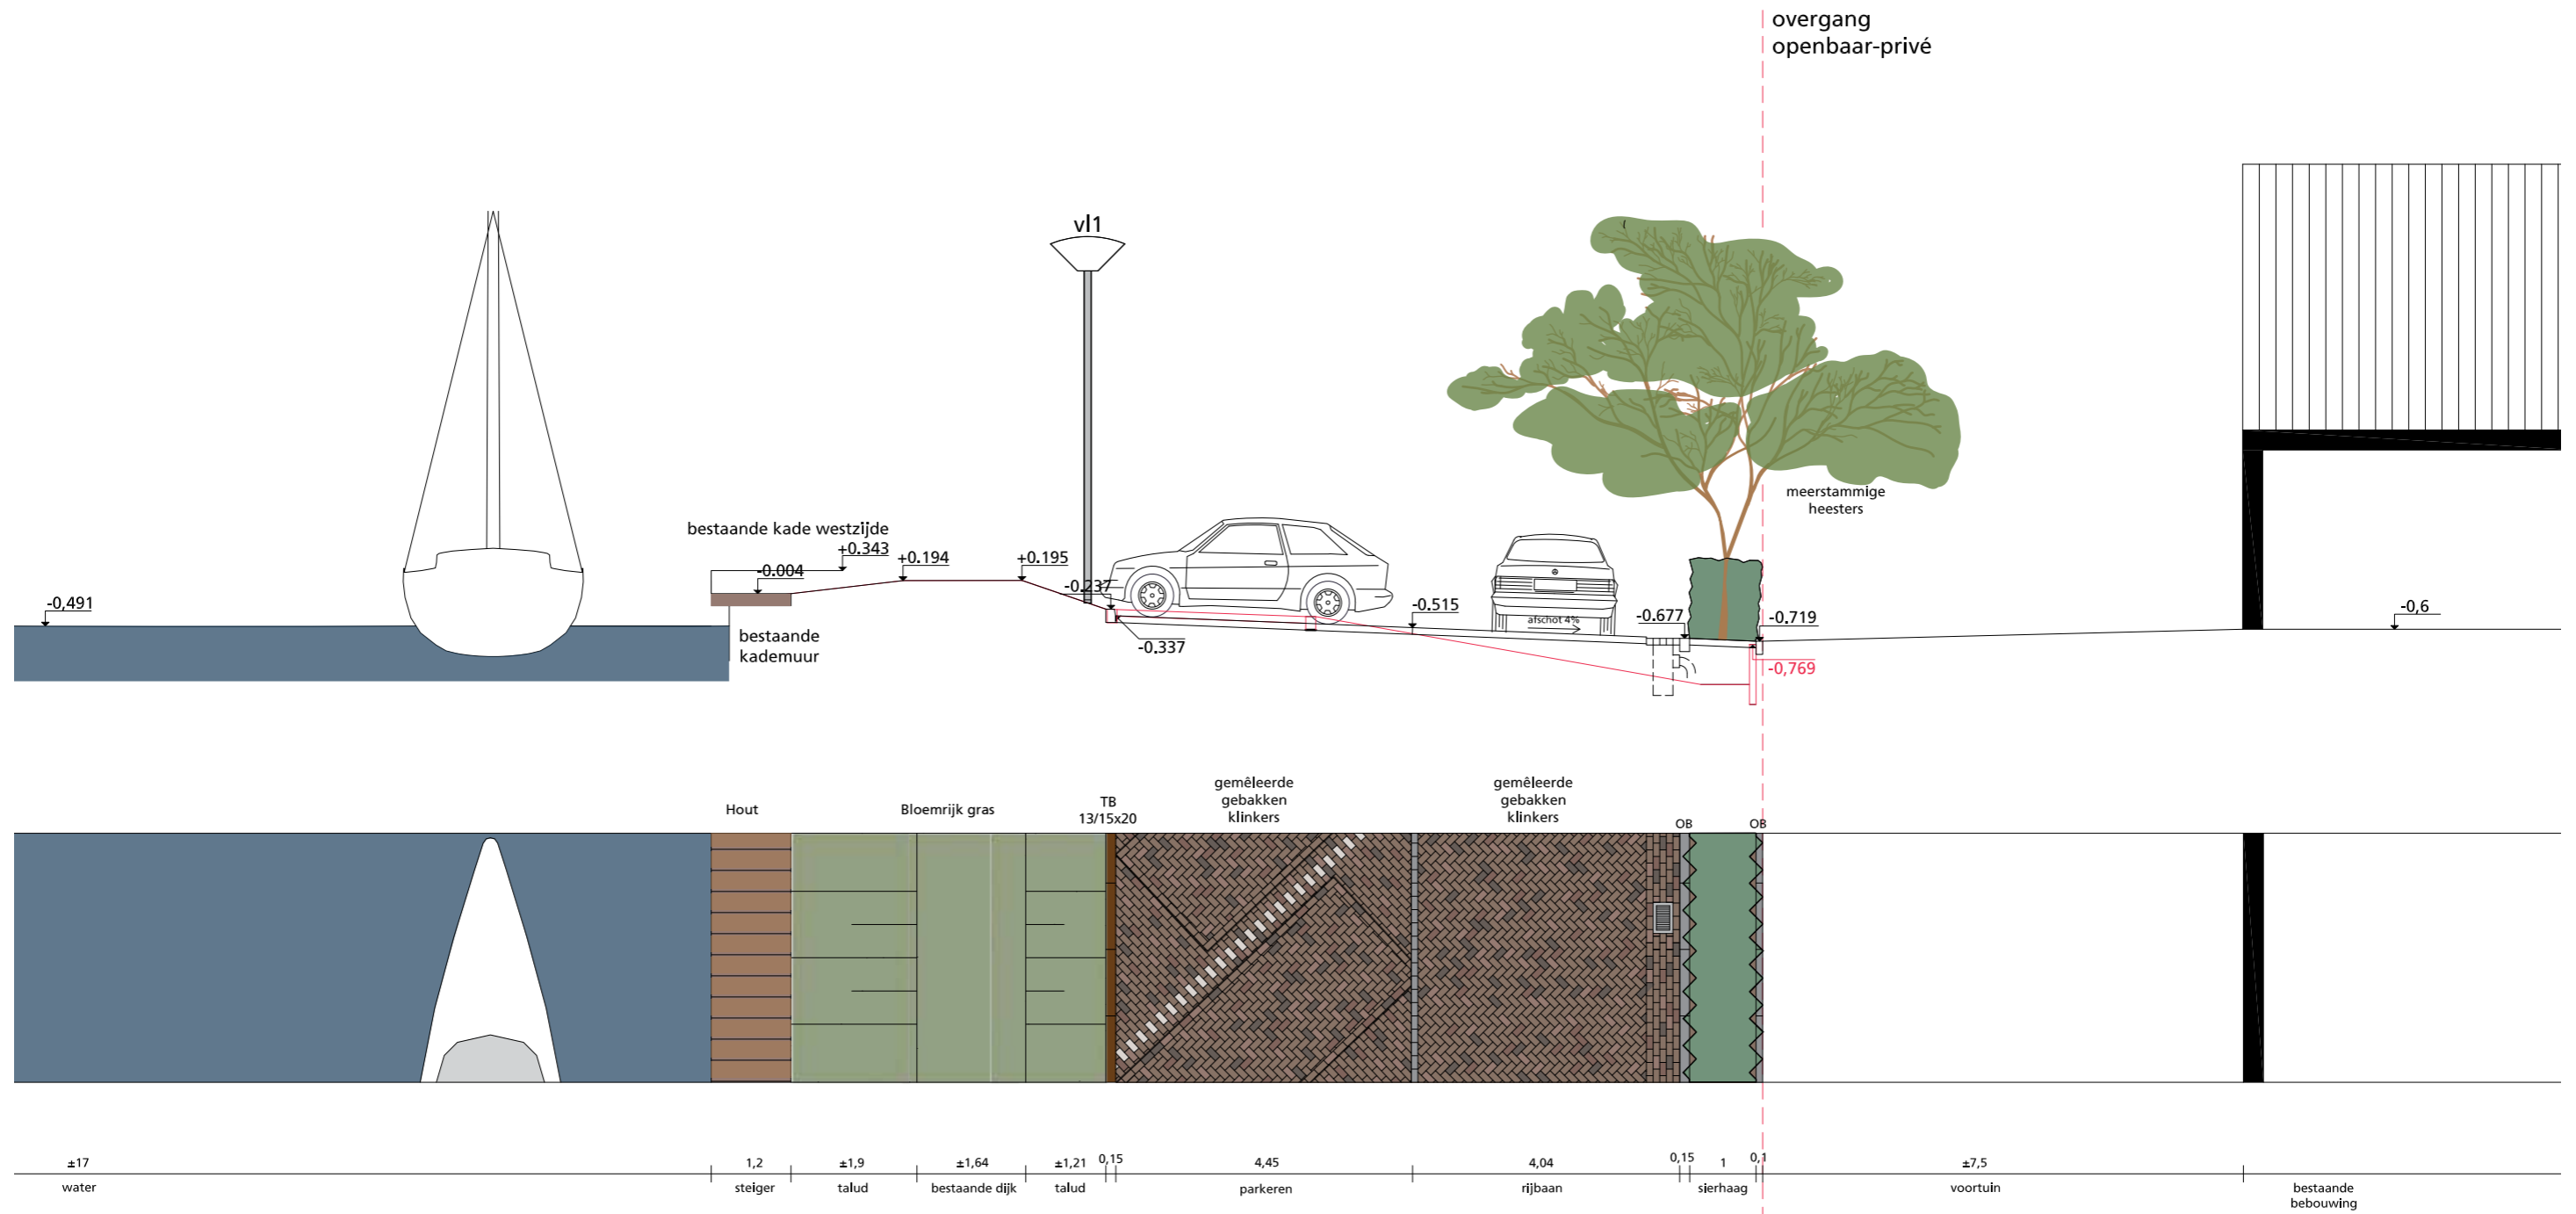 overgang
openbaar-privé
vl1
meerstammige
heesters
bestaande kade westzijde
+0.343
-0.004
+0.194
+0.195
-0.237
-0,491
-0.515
-0.677
-0.719
-0,6
afschot 4%
-0.337
-0,769
bestaande
kademuur
Hout
Bloemrijk gras
TB
13/15x20
gemêleerde
gebakken
klinkers
gemêleerde
gebakken
klinkers
OB
OB
±17
1,2
±1,9
±1,64
±1,21
0,15
4,45
4,04
0,15
1
0,1
±7,5
water
steiger
talud
bestaande dijk
talud
parkeren
rijbaan
sierhaag
voortuin
bestaande
bebouwing